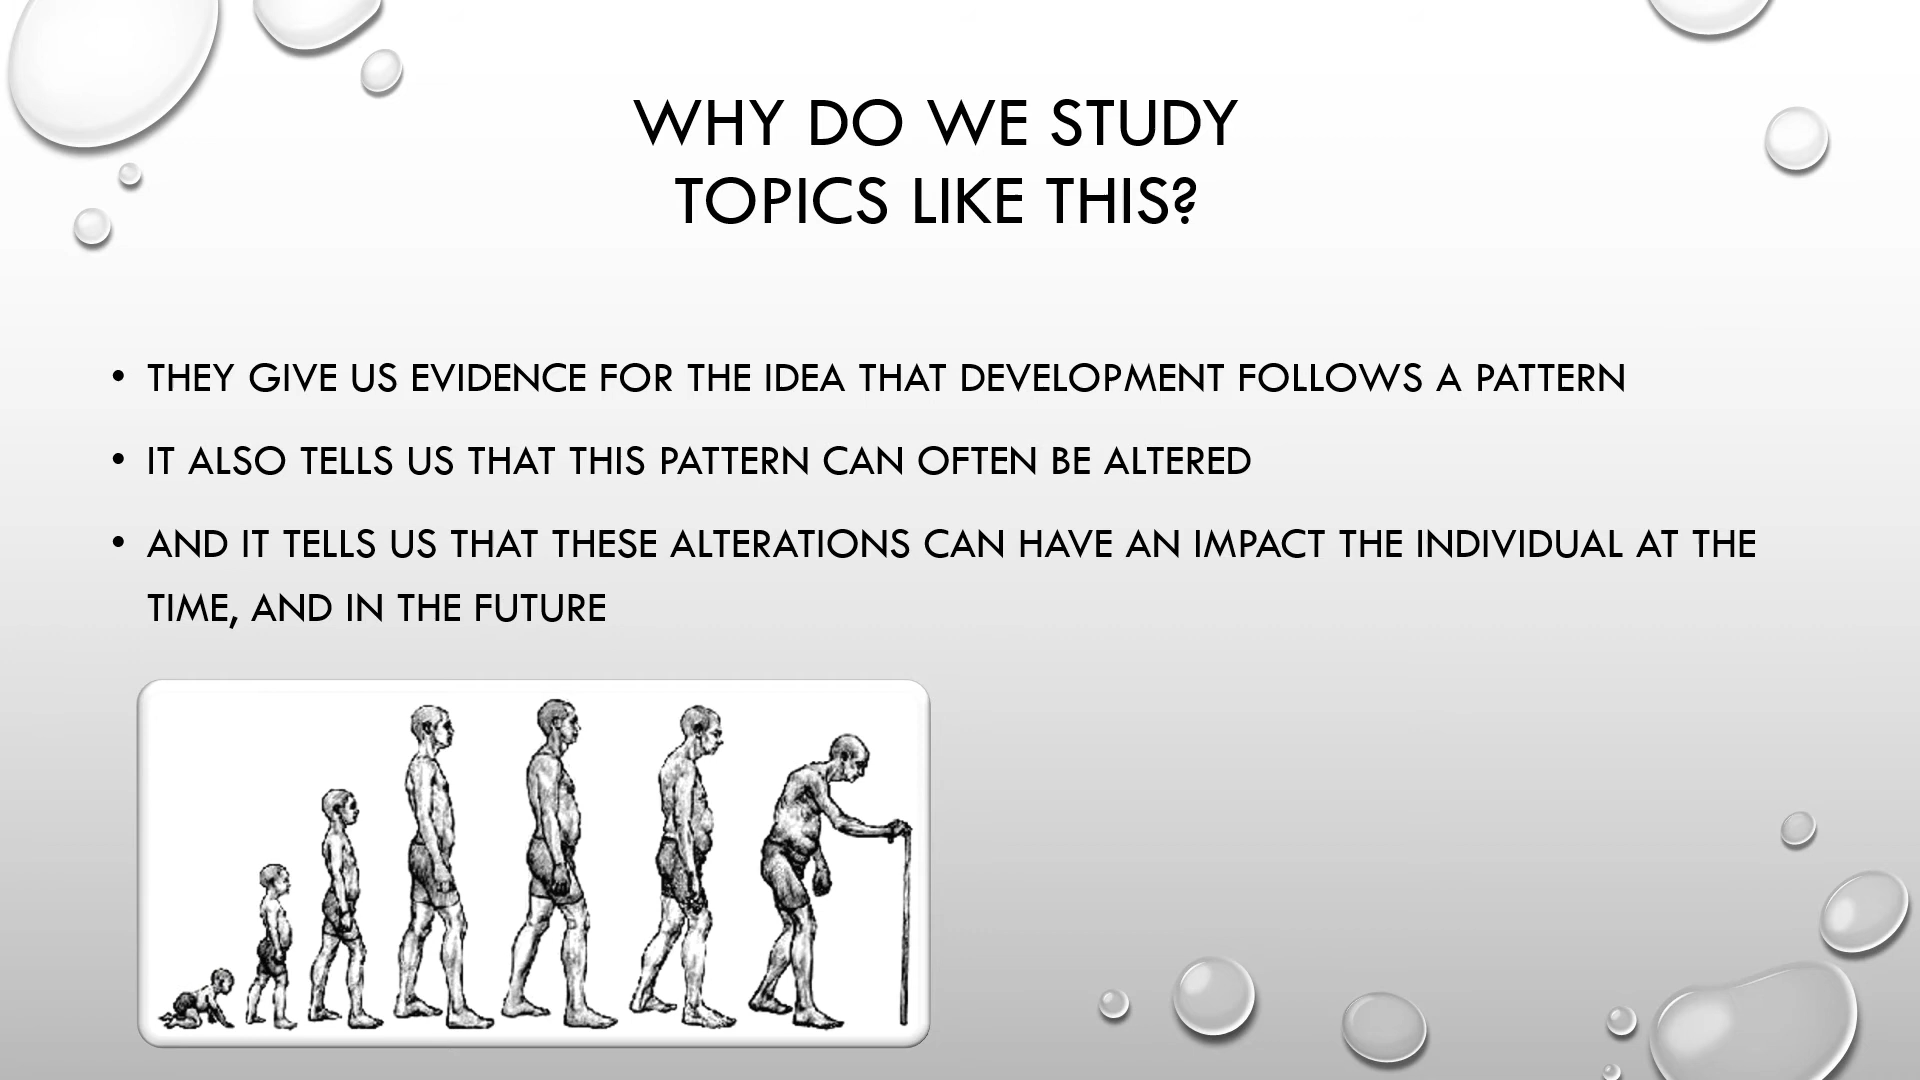 WHY DO WE STUDY
TOPICS LIKE THIS?
• THEY GIVE US EVIDENCE FOR THE IDEA THAT DEVELOPMENT FOLLOWS A PATTERN
• IT ALSO TELLS US THAT THIS PATTERN CAN OFTEN BE ALTERED
• AND IT TELLS US THAT THESE ALTERATIONS CAN HAVE AN IMPACT THE INDIVIDUAL AT THE
TIME, AND IN THE FUTURE